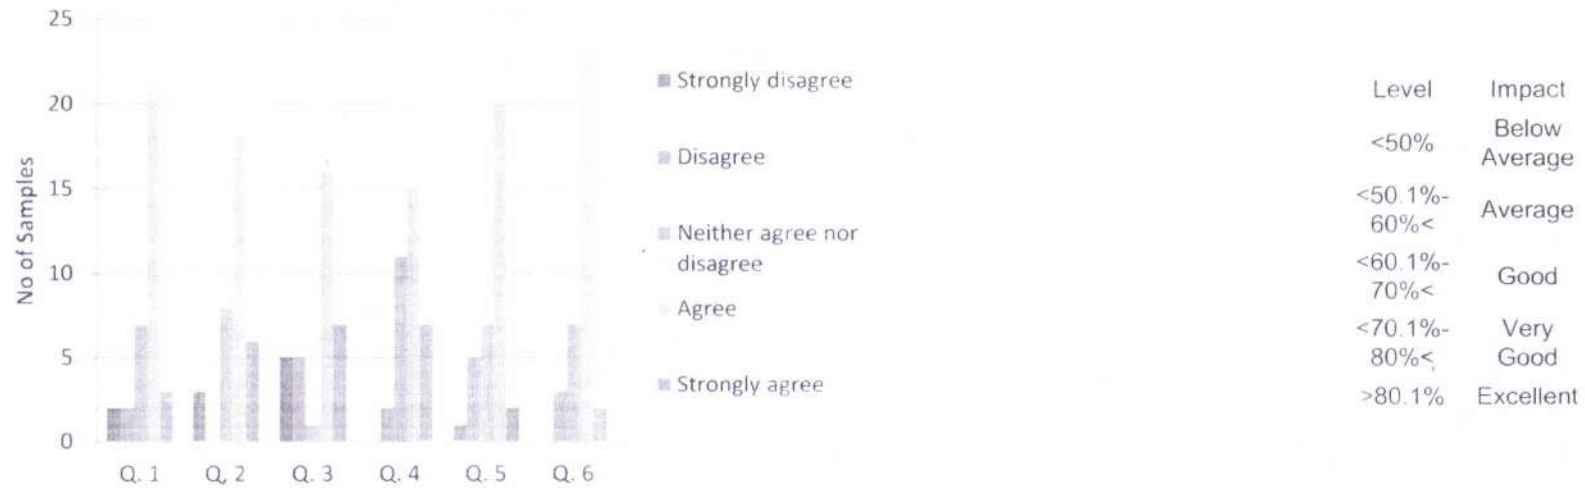 25
20
15
10
5
0
No of Samples
Q. 1
Q, 2
Q. 3
Q. 4
Q. 5
Q. 6
Strongly disagree
Disagree
Neither agree nor
disagree
Agree
Strongly agree
Level Impact
<50% Below
Average
<50.1%-
60%< Average
<60.1%-
70%< Good
<70.1%- Very
80%< Good
>80.1% Excellent